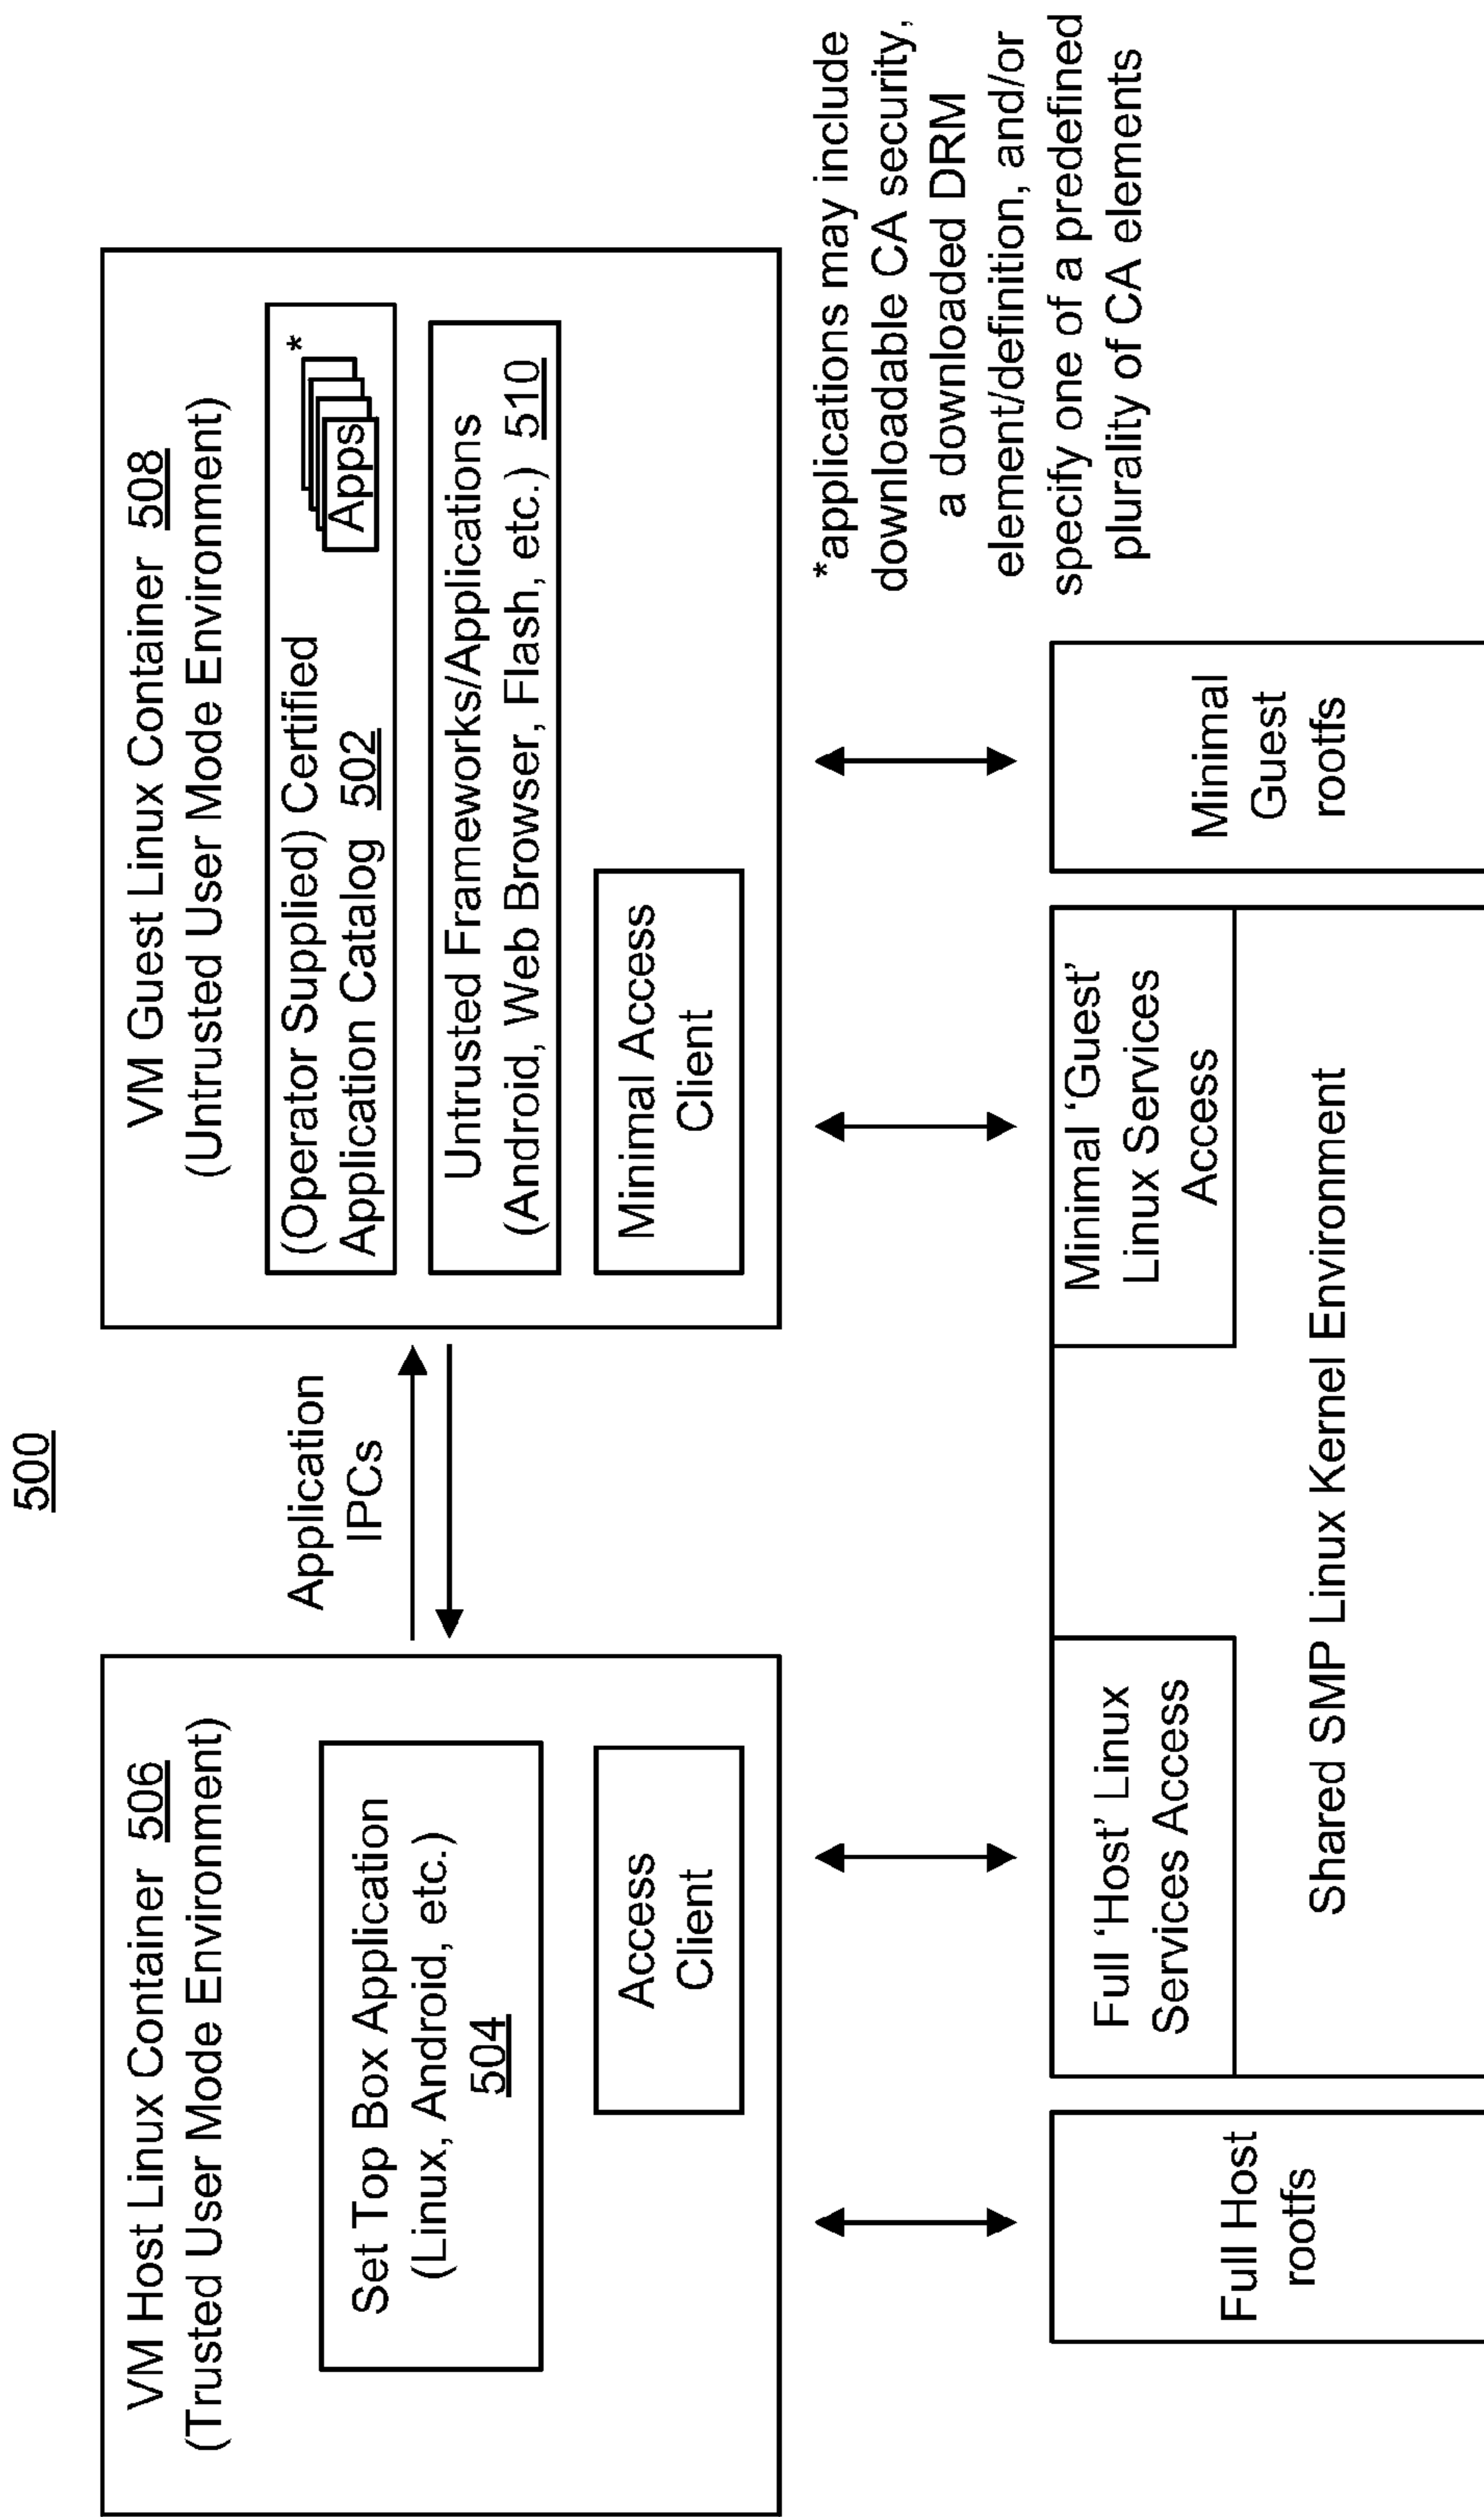 500
VM Host Linux Container 506
(Trusted User Mode Environment)
Set Top Box Application
(Linux, Android, etc.)
504
Access
Client
Application
IPCs
VM Guest Linux Container 508
(Untrusted User Mode Environment)
(Operator Supplied) Certified
Application Catalog 502
Apps
*
Untrusted Frameworks/Applications
(Android, Web Browser, Flash, etc.) 510
Minimal Access
Client
Full Host
rootfs
Full ‘Host’ Linux
Services Access
Minimal ‘Guest’
Linux Services
Access
Shared SMP Linux Kernel Environment
Minimal
Guest
rootfs
*applications may include
downloadable CA security,
a downloaded DRM
element/definition, and/or
specify one of a predefined
plurality of CA elements